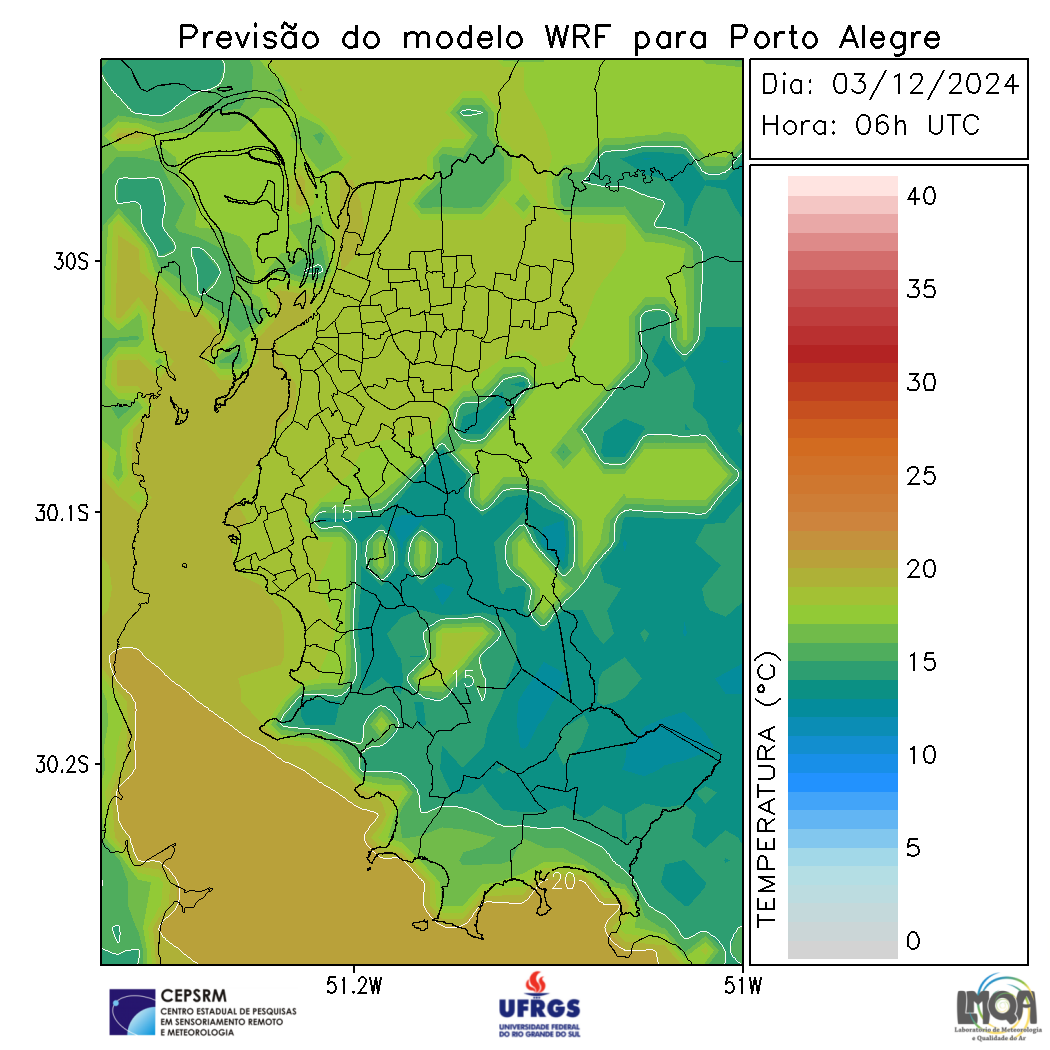 Previsão do modelo WRF para Porto Alegre
Dia: 03/12/2024
Hora: 06h UTC
30S
30.1S
30.2S
51.2W
51W
15
15
20
TEMPERATURA (°C)
40
35
30
25
20
15
10
5
0
CEPSRM
CENTRO ESTADUAL DE PESQUISAS
EM SENSORIAMENTO REMOTO
E METEOROLOGIA
UFRGS
UNIVERSIDADE FEDERAL
DO RIO GRANDE DO SUL
LMQA
Laboratório de Meteorologia
e Qualidade do Ar